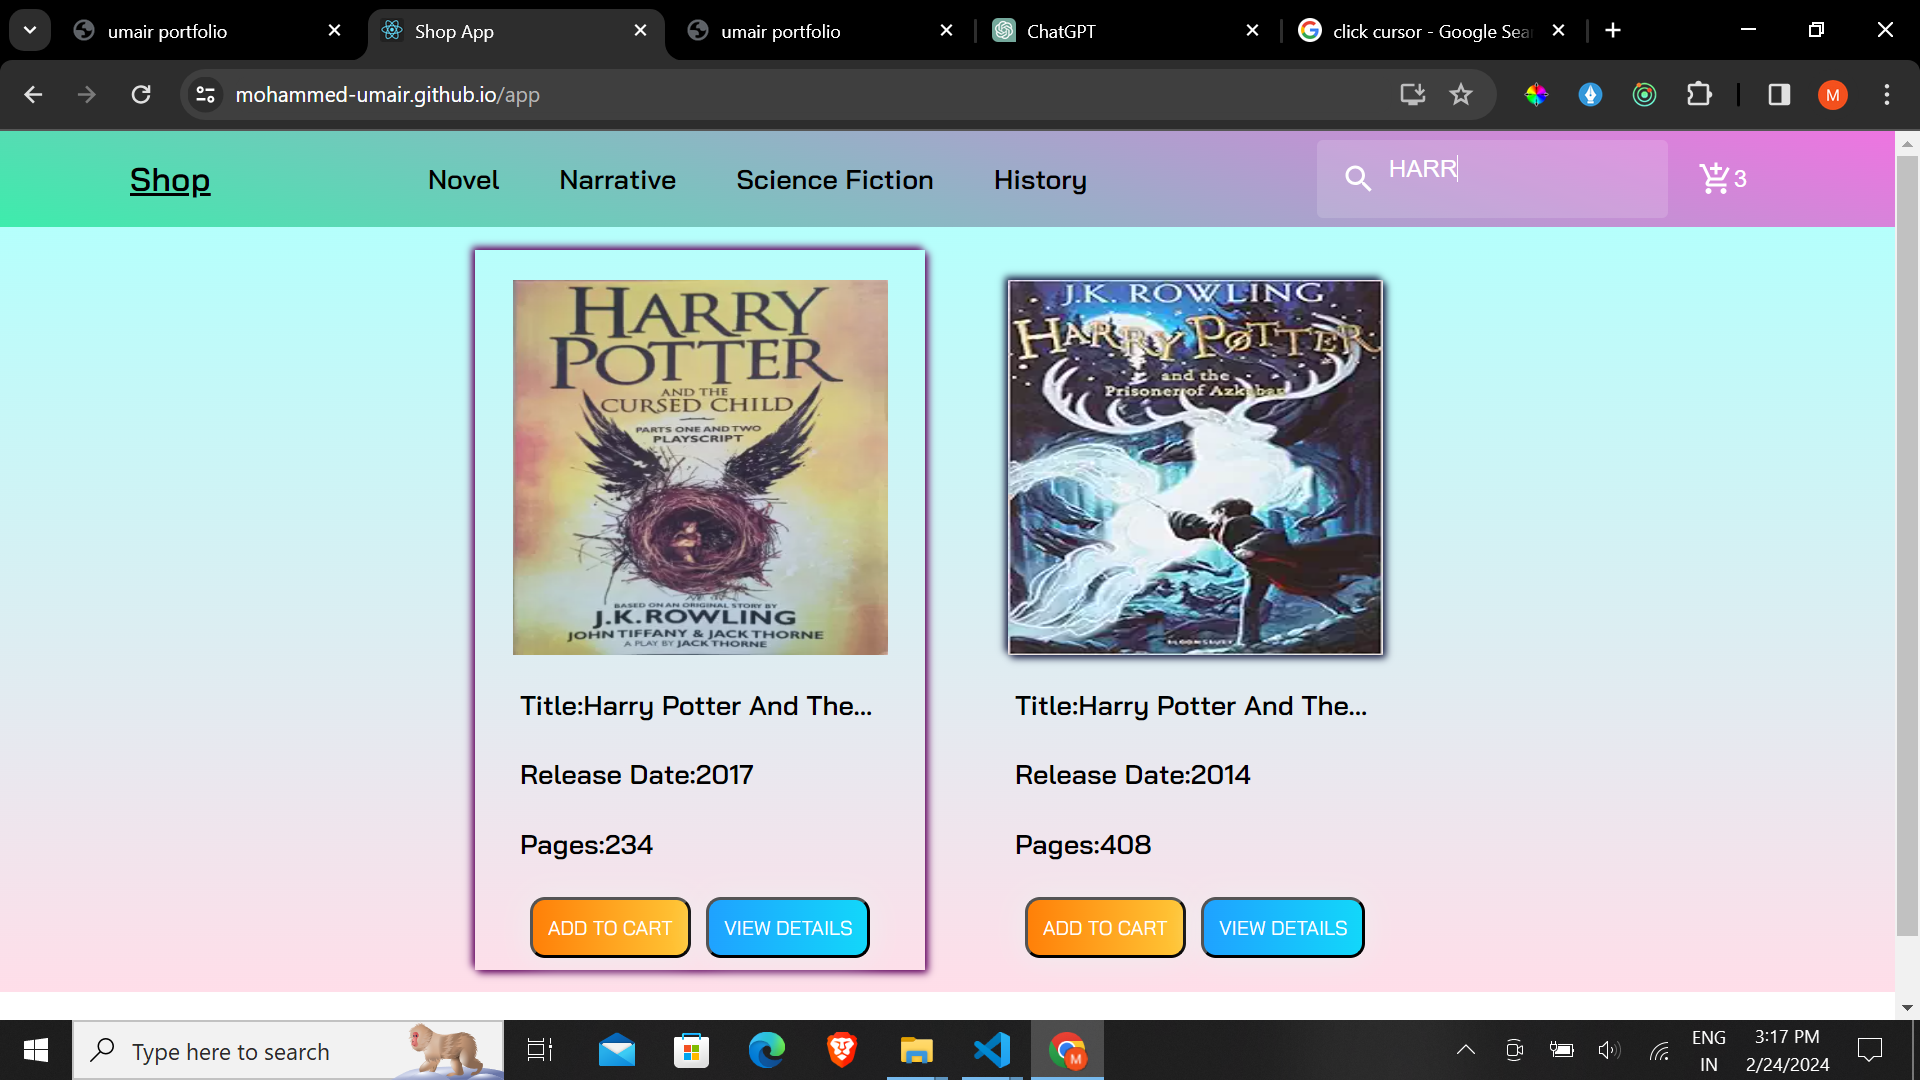 umair portfolio
Shop App
umair portfolio
ChatGPT
click cursor - Google Sear
mohammed-umair.github.io/app
M
Shop
Novel
Narrative
Science Fiction
History
HARR
3
HARRY
POTTER
AND THE
CURSED CHILD
PARTS ONE AND TWO
PLAYSCRIPT
BASED ON AN ORIGINAL STORY BY
J.K.ROWLING
JOHN TIFFANY & JACK THORNE
A PLAY BY JACK THORNE
J.K. ROWLING
HARRY POTTER
and the
Prisoner of Azkaban
BLOOMSBURY
Title:Harry Potter And The...
Release Date:2017
Pages:234
ADD TO CART
VIEW DETAILS
Title:Harry Potter And The...
Release Date:2014
Pages:408
ADD TO CART
VIEW DETAILS
Type here to search
M
ENG
IN
3:17 PM
2/24/2024